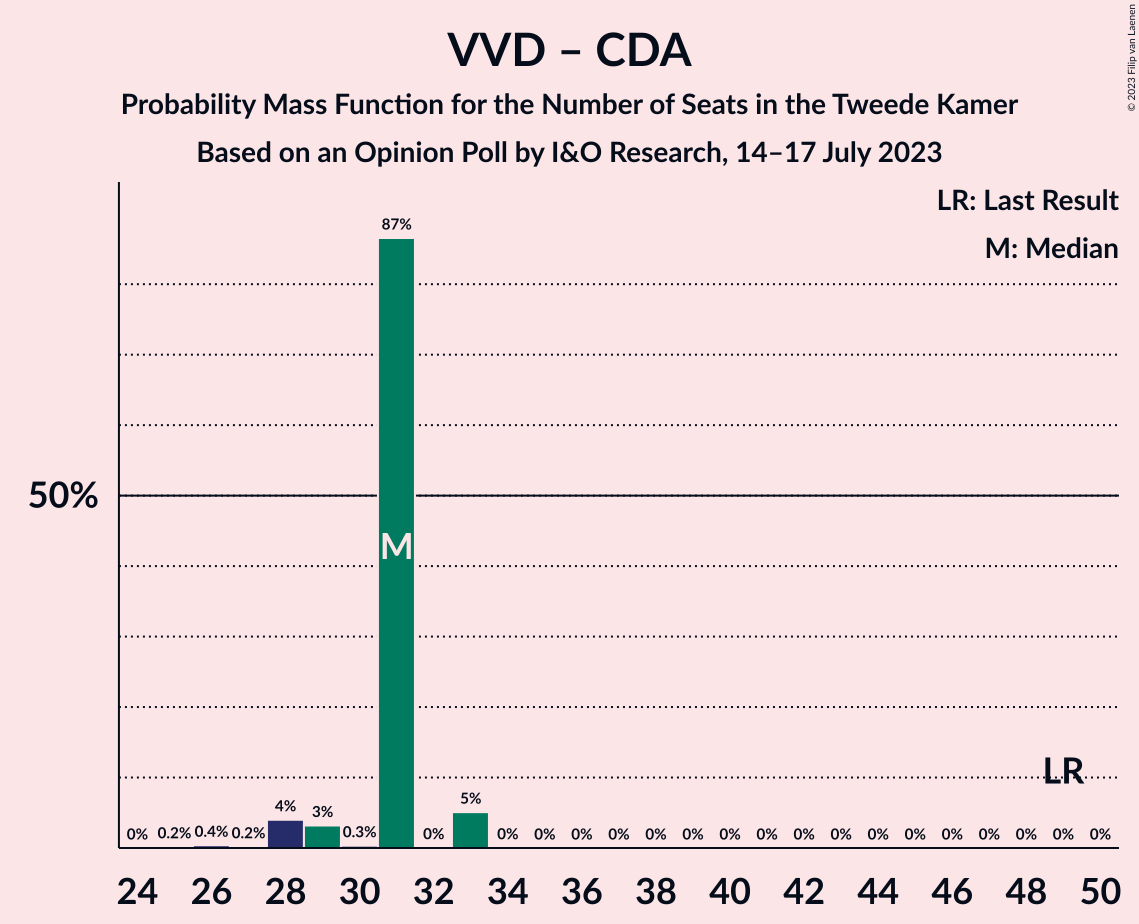 VVD – CDA
Probability Mass Function for the Number of Seats in the Tweede Kamer
Based on an Opinion Poll by I&O Research, 14–17 July 2023
© 2023 Filip van Laenen
LR: Last Result
M: Median
87%
50%
M
LR
0% 0.2% 0.4% 0.2% 4% 3% 0.3% 0% 5% 0% 0% 0% 0% 0% 0% 0% 0% 0% 0% 0% 0% 0% 0% 0% 0% 0%
24 26 28 30 32 34 36 38 40 42 44 46 48 50